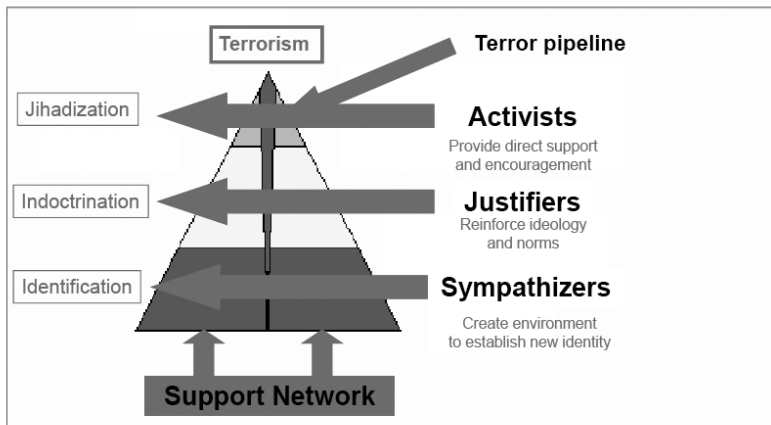 Terrorism
Terror pipeline
Jihadization
Activists
Provide direct support
and encouragement
Indoctrination
Justifiers
Reinforce ideology
and norms
Identification
Sympathizers
Create environment
to establish new identity
Support Network